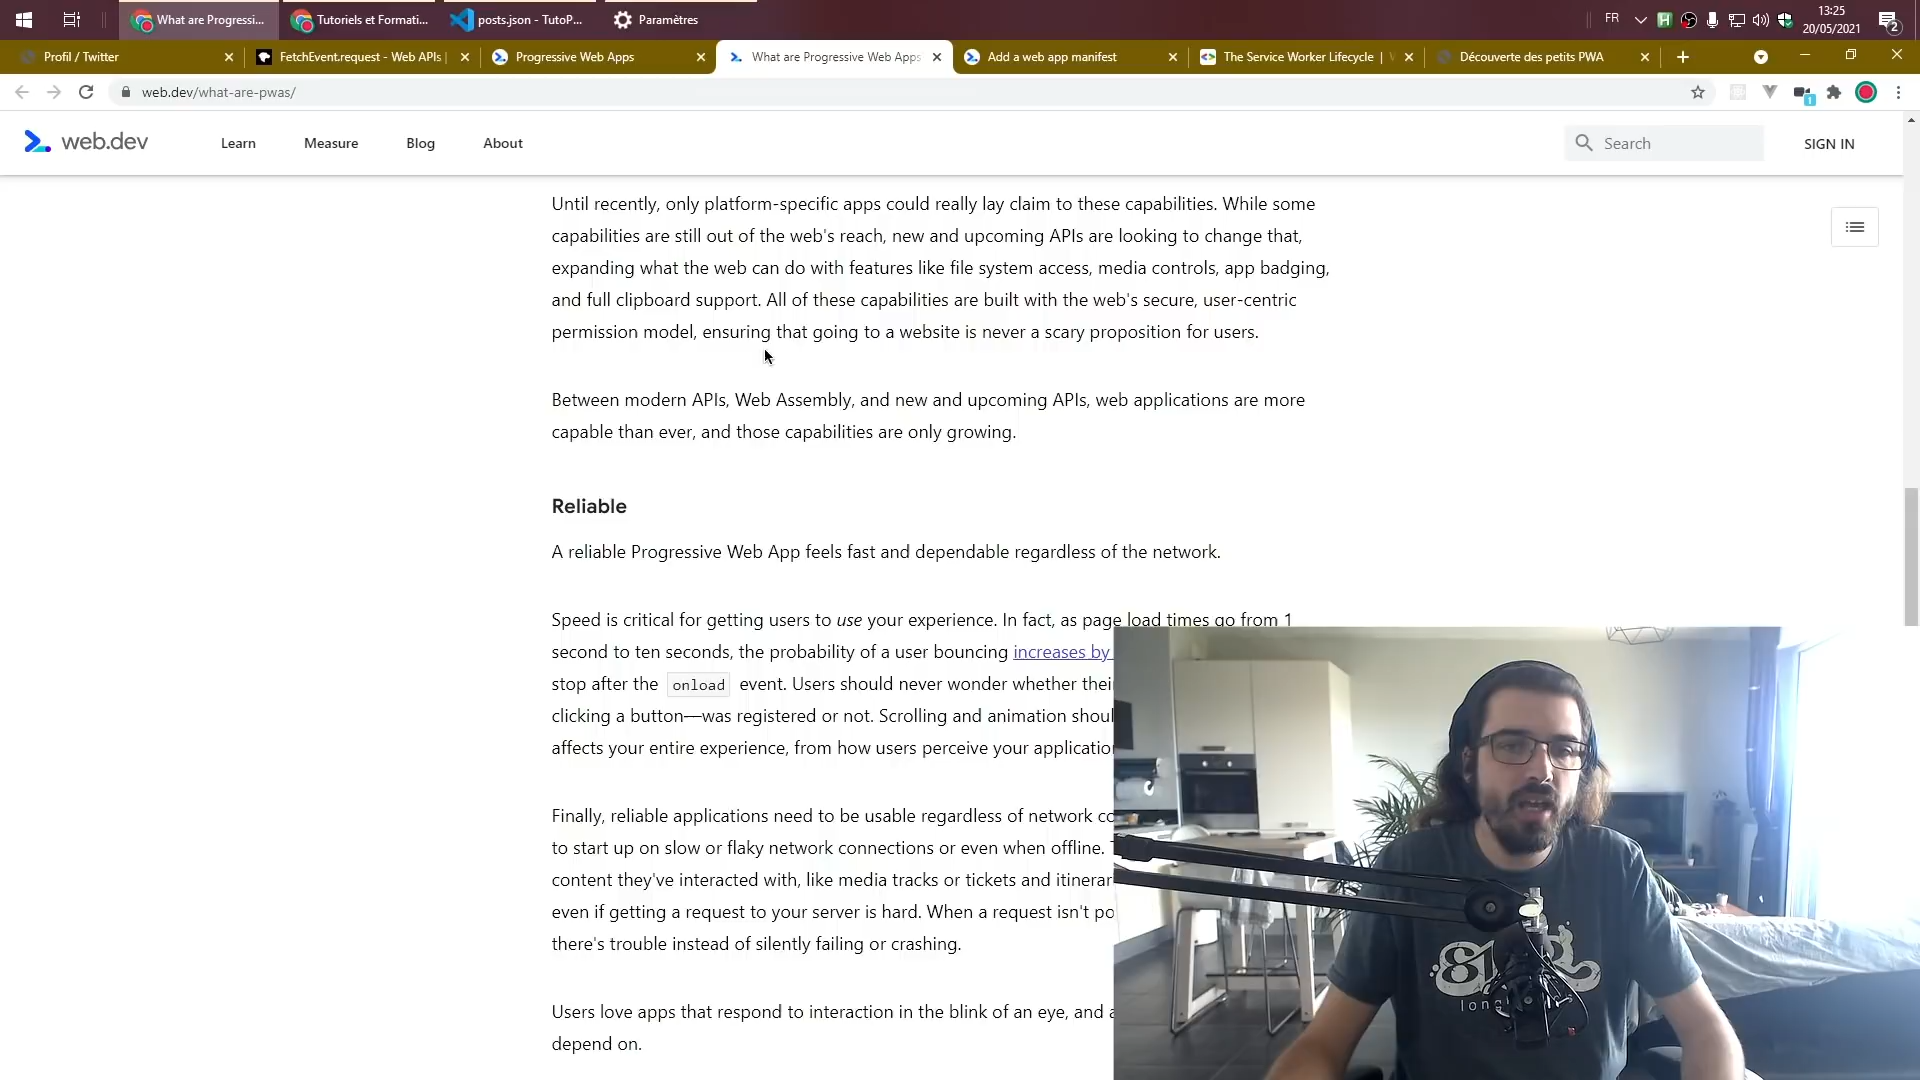 What are Progressi...
Tutoriels et Formati...
posts.json - TutoP...
Paramètres
FR
13:25
20/05/2021
2
Profil / Twitter
FetchEvent.request - Web APIs |
Progressive Web Apps
What are Progressive Web Apps
Add a web app manifest
The Service Worker Lifecycle |
Découverte des petits PWA
web.dev/what-are-pwas/
1
web.dev
Learn
Measure
Blog
About
Search
SIGN IN
Until recently, only platform-specific apps could really lay claim to these capabilities. While some
capabilities are still out of the web's reach, new and upcoming APIs are looking to change that,
expanding what the web can do with features like file system access, media controls, app badging,
and full clipboard support. All of these capabilities are built with the web's secure, user-centric
permission model, ensuring that going to a website is never a scary proposition for users.
Between modern APIs, Web Assembly, and new and upcoming APIs, web applications are more
capable than ever, and those capabilities are only growing.
Reliable
A reliable Progressive Web App feels fast and dependable regardless of the network.
Speed is critical for getting users to use your experience. In fact, as page load times go from 1
second to ten seconds, the probability of a user bouncing increases by
stop after the onload event. Users should never wonder whether thei
clicking a button—was registered or not. Scrolling and animation shoul
affects your entire experience, from how users perceive your application
Finally, reliable applications need to be usable regardless of network co
to start up on slow or flaky network connections or even when offline.
content they've interacted with, like media tracks or tickets and itinerar
even if getting a request to your server is hard. When a request isn't po
there's trouble instead of silently failing or crashing.
Users love apps that respond to interaction in the blink of an eye, and a
depend on.